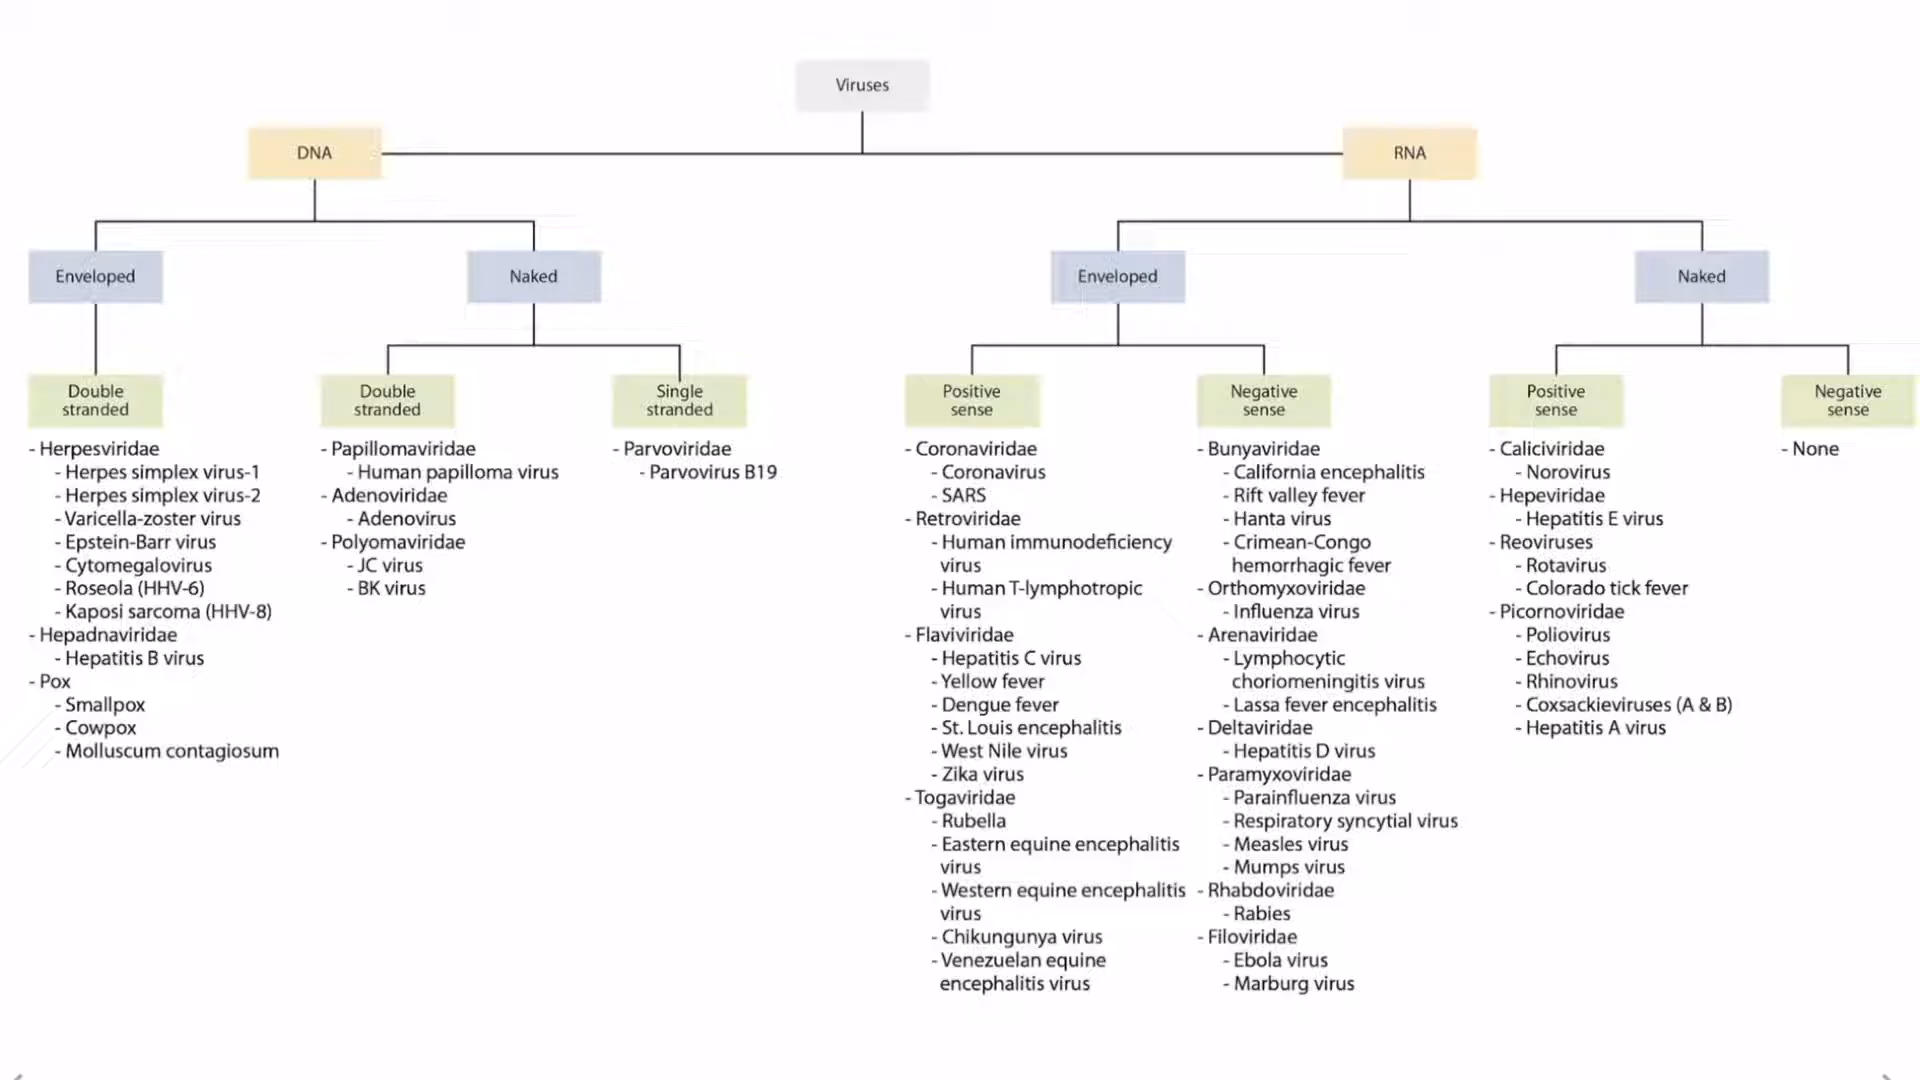 Viruses
DNA
RNA
Enveloped
Naked
Enveloped
Naked
Double
stranded
- Herpesviridae
- Herpes simplex virus-1
- Herpes simplex virus-2
- Varicella-zoster virus
- Epstein-Barr virus
- Cytomegalovirus
- Roseola (HHV-6)
- Kaposi sarcoma (HHV-8)
- Hepadnaviridae
- Hepatitis B virus
- Pox
- Smallpox
- Cowpox
- Molluscum contagiosum
Double
stranded
- Papillomaviridae
- Human papilloma virus
- Adenoviridae
- Adenovirus
- Polyomaviridae
- JC virus
- BK virus
Single
stranded
- Parvoviridae
- Parvovirus B19
Positive
sense
- Coronaviridae
- Coronavirus
- SARS
- Retroviridae
- Human immunodeficiency
virus
- Human T-lymphotropic
virus
- Flaviviridae
- Hepatitis C virus
- Yellow fever
- Dengue fever
- St. Louis encephalitis
- West Nile virus
- Zika virus
- Togaviridae
- Rubella
- Eastern equine encephalitis
virus
- Western equine encephalitis
virus
- Chikungunya virus
- Venezuelan equine
encephalitis virus
Negative
sense
- Bunyaviridae
- California encephalitis
- Rift valley fever
- Hanta virus
- Crimean-Congo
hemorrhagic fever
- Orthomyxoviridae
- Influenza virus
- Arenaviridae
- Lymphocytic
choriomeningitis virus
- Lassa fever encephalitis
- Deltaviridae
- Hepatitis D virus
- Paramyxoviridae
- Parainfluenza virus
- Respiratory syncytial virus
- Measles virus
- Mumps virus
- Rhabdoviridae
- Rabies
- Filoviridae
- Ebola virus
- Marburg virus
Positive
sense
- Caliciviridae
- Norovirus
- Hepeviridae
- Hepatitis E virus
- Reoviruses
- Rotavirus
- Colorado tick fever
- Picornoviridae
- Poliovirus
- Echovirus
- Rhinovirus
- Coxsackieviruses (A & B)
- Hepatitis A virus
Negative
sense
- None